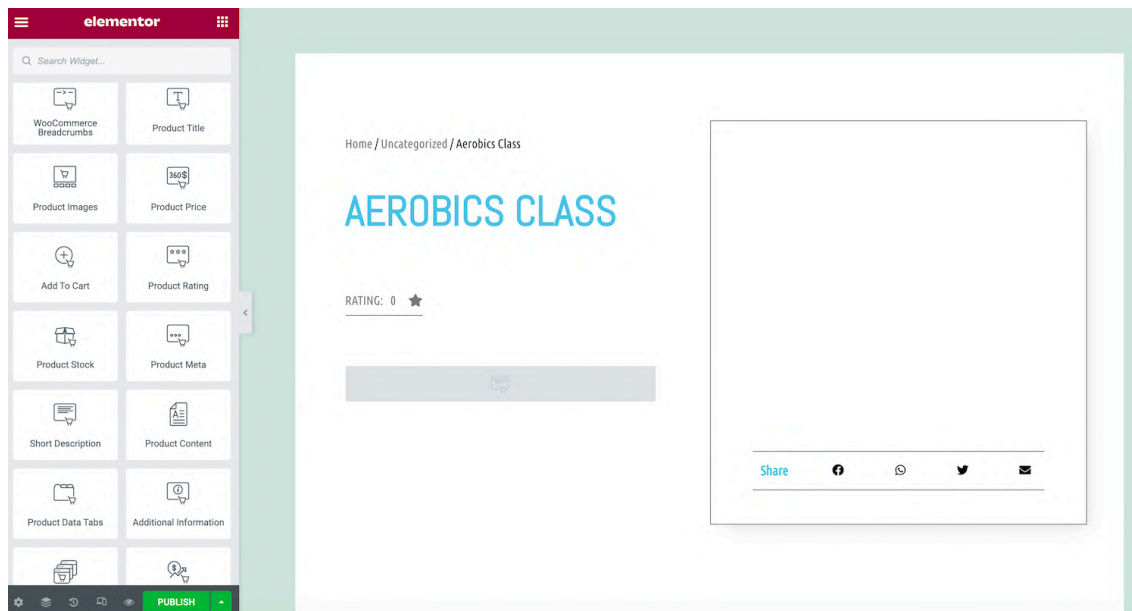 elementor
Search Widget...
WooCommerce
Breadcrumbs
Product Title
Product Images
360$
Product Price
Add To Cart
Product Rating
Product Stock
Product Meta
Short Description
Product Content
Product Data Tabs
Additional Information
PUBLISH
Home / Uncategorized / Aerobics Class
AEROBICS CLASS
RATING: 0
Share